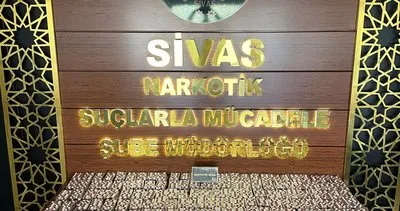 SİVAS
NARKOTİK
SUÇLARLA MÜCADELE
ŞUBE MÜDÜRLÜĞÜ